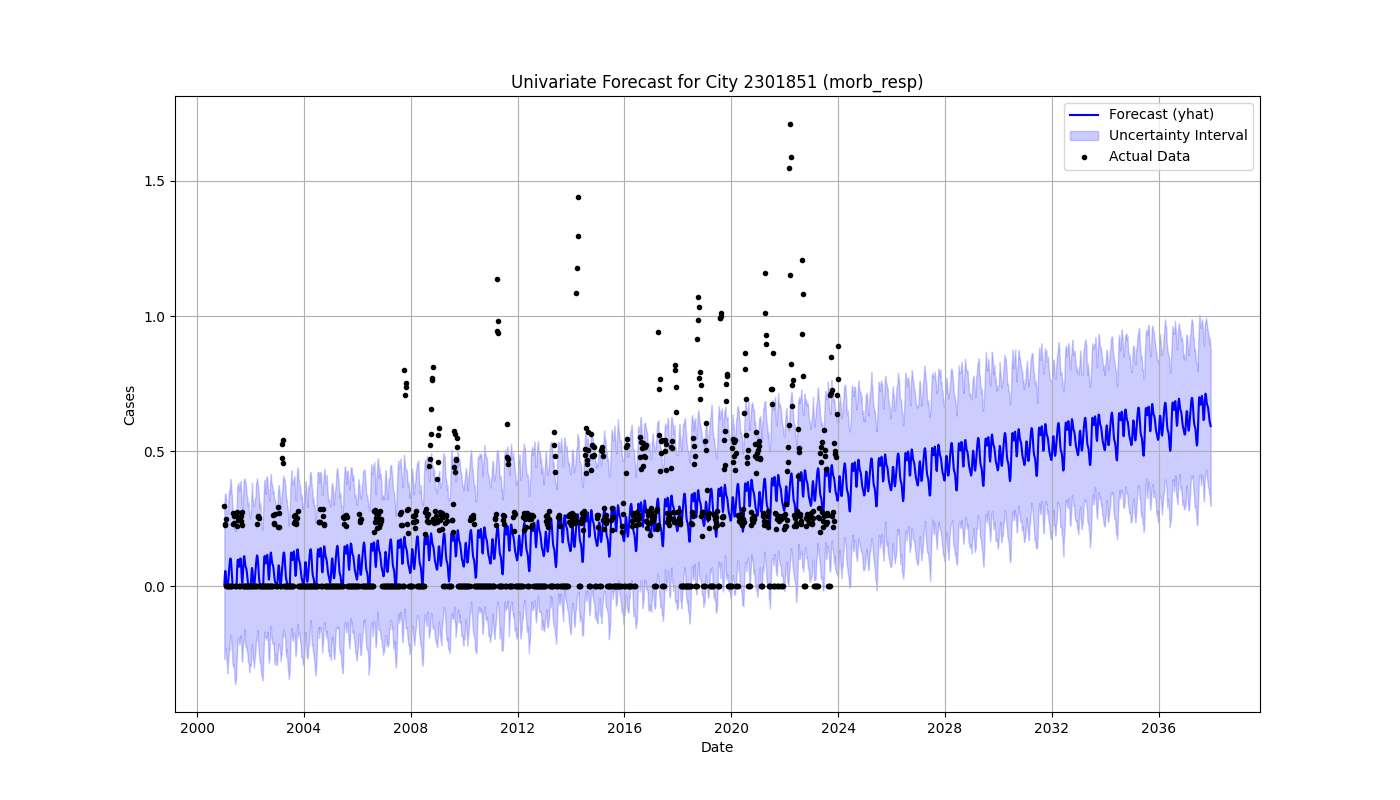 Univariate Forecast for City 2301851 (morb_resp)
Forecast (yhat)
Uncertainty Interval
Actual Data
Cases
1.5
1.0
0.5
0.0
2000 2004 2008 2012 2016 2020 2024 2028 2032 2036
Date